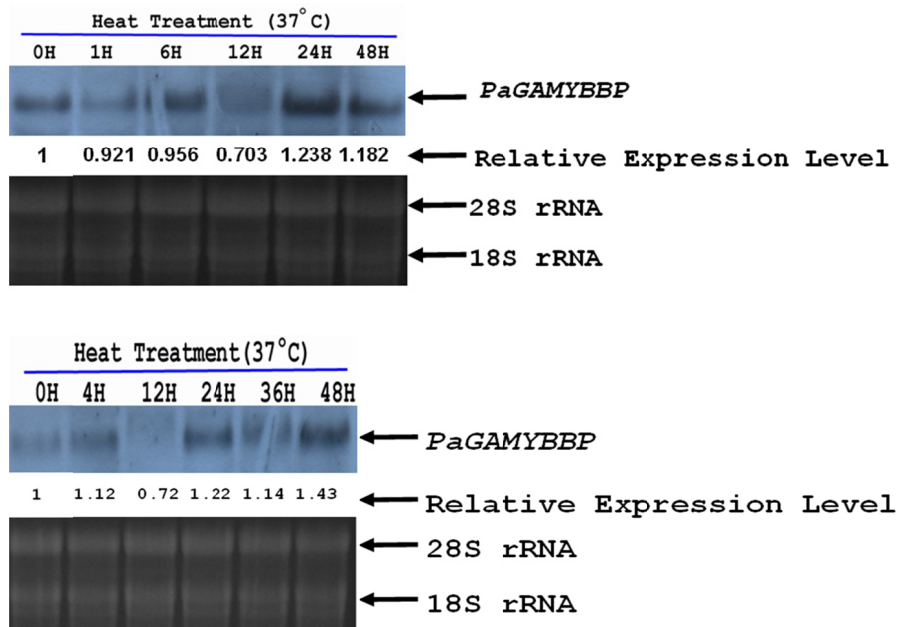 Heat Treatment (37°C)
0H 1H 6H 12H 24H 48H
PaGAMYBBP
1 0.921 0.956 0.703 1.238 1.182
Relative Expression Level
28S rRNA
18S rRNA
Heat Treatment(37°C)
0H 4H 12H 24H 36H 48H
PaGAMYBBP
1 1.12 0.72 1.22 1.14 1.43
Relative Expression Level
28S rRNA
18S rRNA